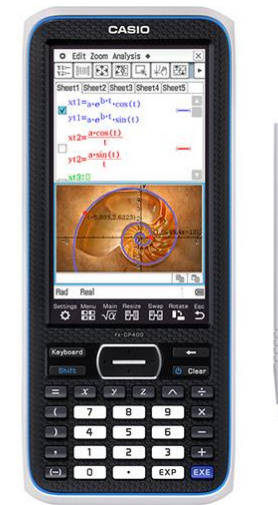 CASIO
Edit Zoom Analysis
Sheet1 Sheet2 Sheet3 Sheet4 Sheet5
xt1=a·e^b·t·cos(t)
yt1=a·e^b·t·sin(t)
xt2=a·cos(t)/t
yt2=a·sin(t)/t
xt3:
Rad Real
Settings Menu Main Resize Swap Rotate Esc
fx-CP400
Keyboard
Shift Clear
= x y z ^ ÷
( 7 8 9 ×
) 4 5 6 −
, 1 2 3 +
(−) 0 • EXP EXE